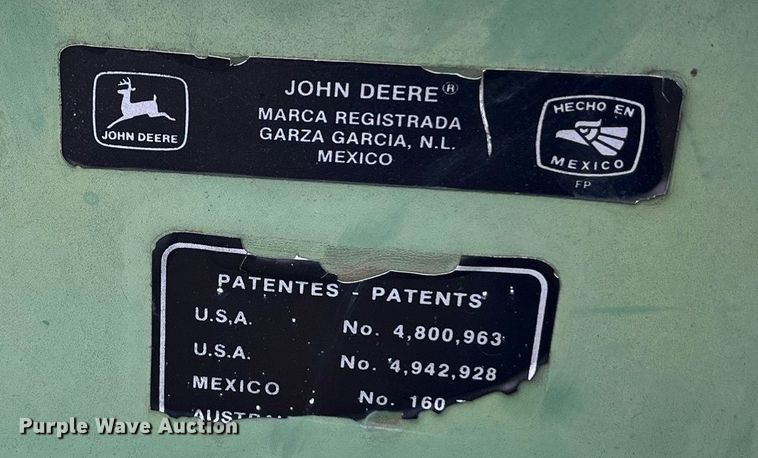 JOHN DEERE
JOHN DEERE®
MARCA REGISTRADA
GARZA GARCIA, N.L.
MEXICO
HECHO EN
MEXICO
FP
PATENTES - PATENTS
U.S.A. No. 4,800,963
U.S.A. No. 4,942,928
MEXICO No. 160
Purple Wave Auction